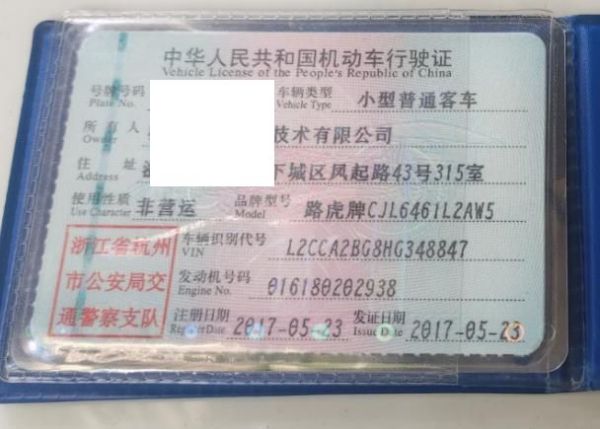 中华人民共和国机动车行驶证
Vehicle License of the People's Republic of China
号牌号码 车辆类型 小型普通客车
Plate No. Vehicle Type
所有人 技术有限公司
Owner
住址 下城区凤起路43号315室
Address
使用性质 非营运 品牌型号 路虎牌CJL6461L2AW5
Use Character Model
浙江省杭州 车辆识别代号 L2CCA2BG8HG348847
VIN
市公安局交 发动机号码 016180202938
Engine No.
通警察支队 注册日期 2017-05-23 发证日期 2017-05-23
Register Date Issue Date